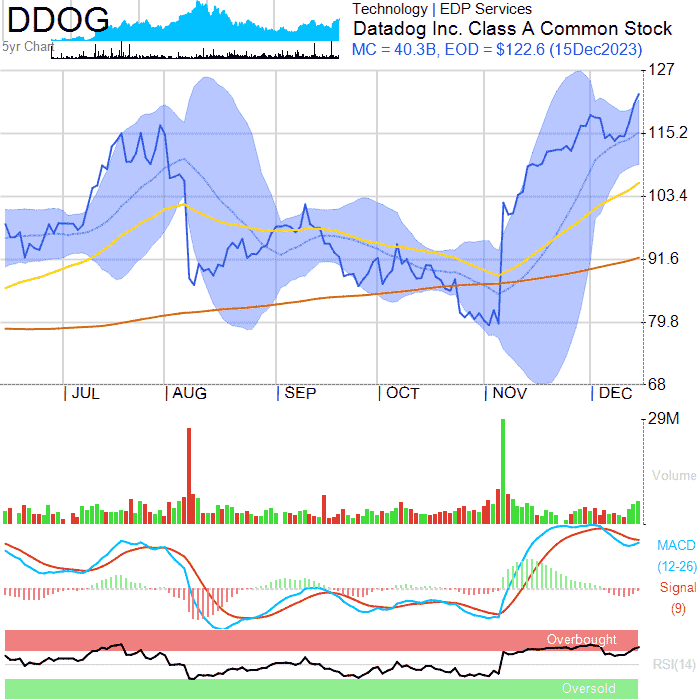 DDOG
5yr Chart
Technology | EDP Services
Datadog Inc. Class A Common Stock
MC = 40.3B, EOD = $122.6 (15Dec2023)
127
115.2
103.4
91.6
79.8
68
JUL
AUG
SEP
OCT
NOV
DEC
29M
Volume
MACD
(12-26)
Signal
(9)
Overbought
RSI(14)
Oversold